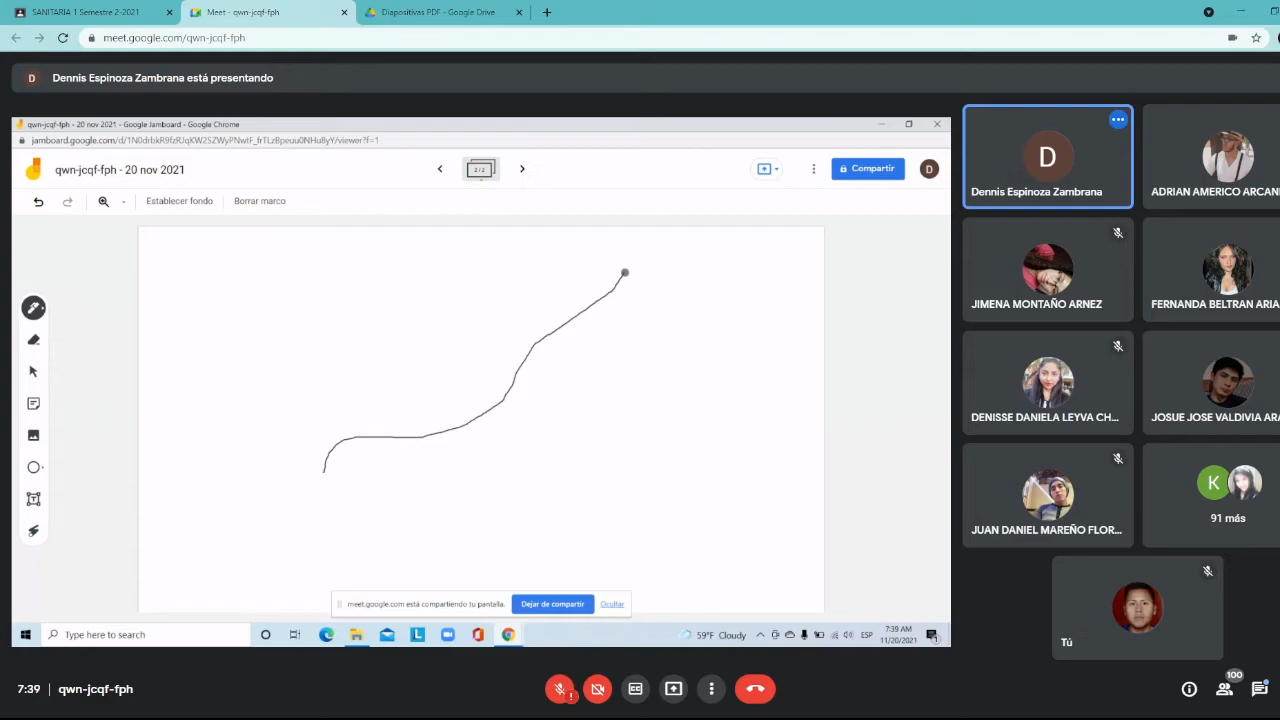 SANITARIA 1 Semestre 2-2021
Meet - qwn-jcqf-fph
Diapositivas PDF - Google Drive
meet.google.com/qwn-jcqf-fph
D
Dennis Espinoza Zambrana está presentando
qwn-jcqf-fph - 20 nov 2021 - Google Jamboard - Google Chrome
qwn-jcqf-fph - 20 nov 2021
2/2
Compartir
D
Establecer fondo
Borrar marco
D
Dennis Espinoza Zambrana
ADRIAN AMERICO ARCAN
JIMENA MONTAÑO ARNEZ
FERNANDA BELTRAN ARIA
DENISSE DANIELA LEYVA CH...
JOSUE JOSE VALDIVIA ARA
JUAN DANIEL MAREÑO FLOR...
K
91 más
Tú
meet.google.com está compartiendo tu pantalla.
Dejar de compartir
Ocultar
Type here to search
59°F Cloudy
ESP
7:39 AM
11/20/2021
7:39
qwn-jcqf-fph
100